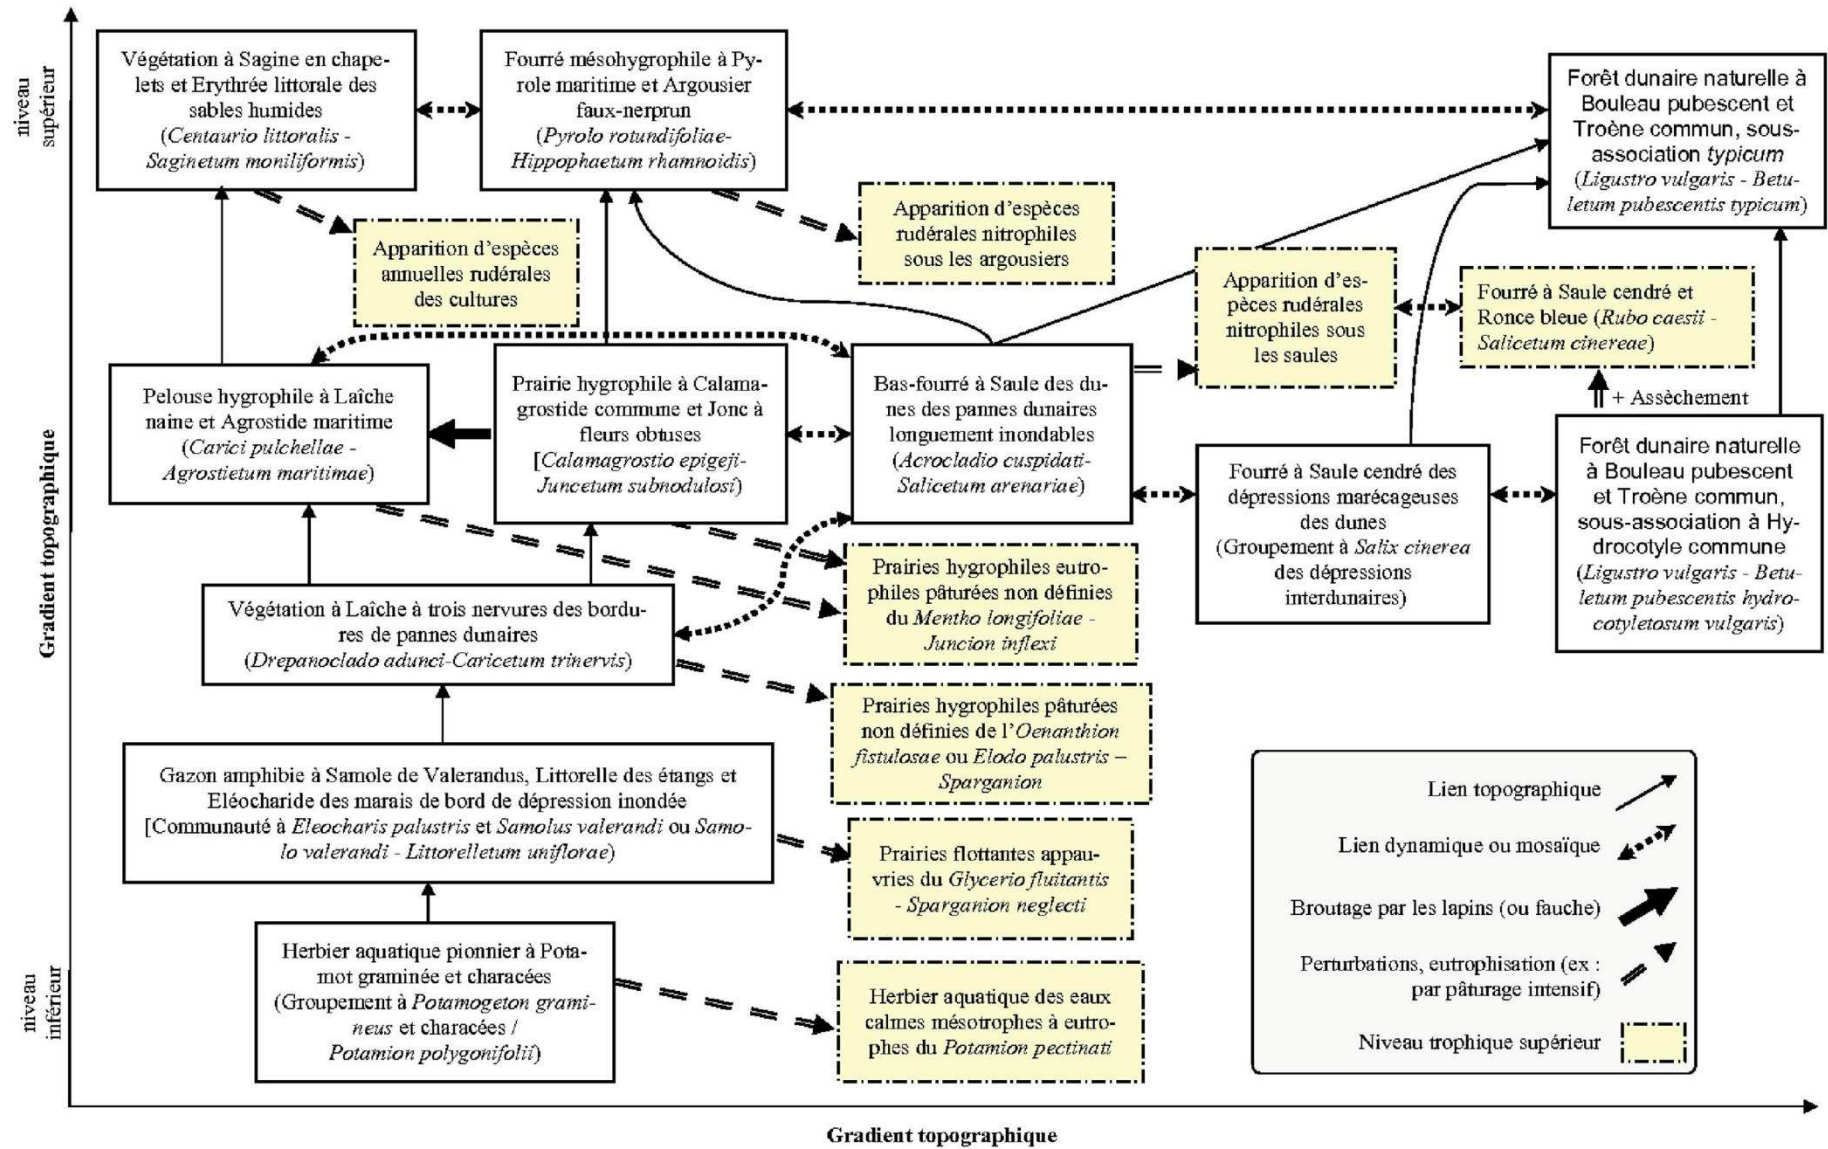 niveau
supérieur
Gradient topographique
niveau
inférieur
Végétation à Sagine en chape-
lets et Erythrée littorale des
sables humides
(Centaurio littoralis -
Saginetum moniliformis)
Fourré mésohygrophile à Py-
role maritime et Argousier
faux-nerprun
(Pyrolo rotundifoliae-
Hippophaetum rhamnoidis)
Forêt dunaire naturelle à
Bouleau pubescent et
Troène commun, sous-
association typicum
(Ligustro vulgaris - Betu-
letum pubescentis typicum)
Apparition d'espèces
annuelles rudérales
des cultures
Apparition d'espèces
rudérales nitrophiles
sous les argousiers
Apparition d'es-
pèces rudérales
nitrophiles sous
les saules
Fourré à Saule cendré et
Ronce bleue (Rubo caesii -
Salicetum cinereae)
+ Assèchement
Pelouse hygrophile à Laîche
naine et Agrostide maritime
(Carici pulchellae -
Agrostietum maritimae)
Prairie hygrophile à Calama-
grostide commune et Jonc à
fleurs obtuses
[Calamagrostio epigeji-
Juncetum subnodulosi)
Bas-fourré à Saule des du-
nes des pannes dunaires
longuement inondables
(Acrocladio cuspidati-
Salicetum arenariae)
Fourré à Saule cendré des
dépressions marécageuses
des dunes
(Groupement à Salix cinerea
des dépressions
interdunaires)
Forêt dunaire naturelle
à Bouleau pubescent
et Troène commun,
sous-association à Hy-
drocotyle commune
(Ligustro vulgaris - Betu-
letum pubescentis hydro-
cotyletosum vulgaris)
Végétation à Laîche à trois nervures des bordu-
res de pannes dunaires
(Drepanoclado adunci-Caricetum trinervis)
Prairies hygrophiles eutro-
philes pâturées non définies
du Mentho longifoliae -
Juncion inflexi
Prairies hygrophiles pâturées
non définies de l'Oenanthion
fistulosae ou Elodo palustris –
Sparganion
Gazon amphibie à Samole de Valerandus, Littorelle des étangs et
Eléocharide des marais de bord de dépression inondée
[Communauté à Eleocharis palustris et Samolus valerandi ou Samo-
lo valerandi - Littorelletum uniflorae)
Prairies flottantes appau-
vries du Glycerio fluitantis
- Sparganion neglecti
Herbier aquatique pionnier à Pota-
mot graminée et characées
(Groupement à Potamogeton grami-
neus et characées /
Potamion polygonifolii)
Herbier aquatique des eaux
calmes mésotrophes à eutro-
phes du Potamion pectinati
Lien topographique
Lien dynamique ou mosaïque
Broutage par les lapins (ou fauche)
Perturbations, eutrophisation (ex :
par pâturage intensif)
Niveau trophique supérieur
Gradient topographique